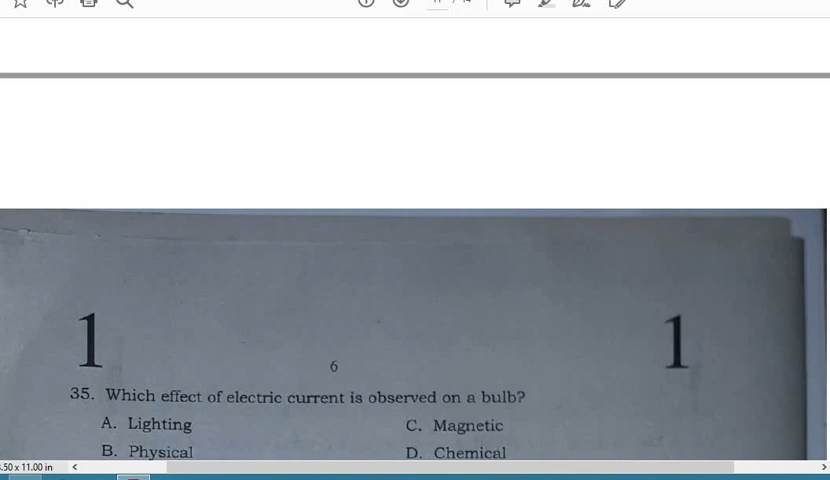 1 1
6
35. Which effect of electric current is observed on a bulb?
A. Lighting C. Magnetic
B. Physical D. Chemical
.50 x 11.00 in